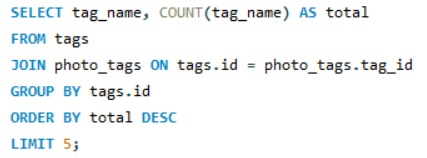 SELECT tag_name, COUNT(tag_name) AS total
FROM tags
JOIN photo_tags ON tags.id = photo_tags.tag_id
GROUP BY tags.id
ORDER BY total DESC
LIMIT 5;